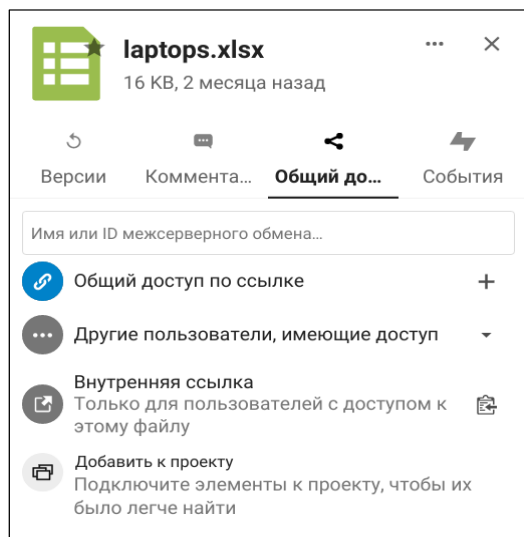 laptops.xlsx
16 KB, 2 месяца назад
Версии Коммента... Общий до... События
Имя или ID межсерверного обмена...
Общий доступ по ссылке
Другие пользователи, имеющие доступ
Внутренняя ссылка
Только для пользователей с доступом к
этому файлу
Добавить к проекту
Подключите элементы к проекту, чтобы их
было легче найти